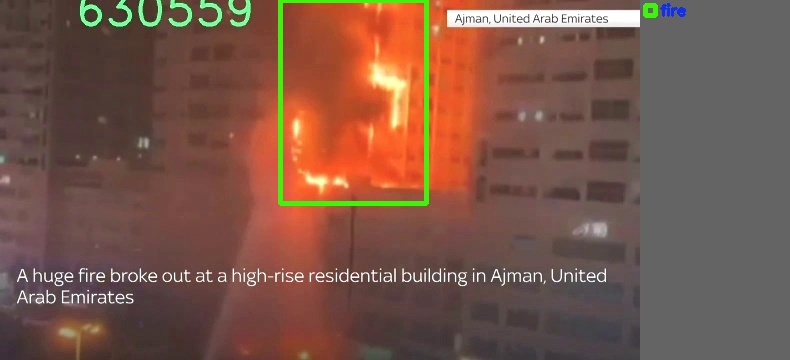 630559
Ajman, United Arab Emirates
fire
A huge fire broke out at a high-rise residential building in Ajman, United
Arab Emirates